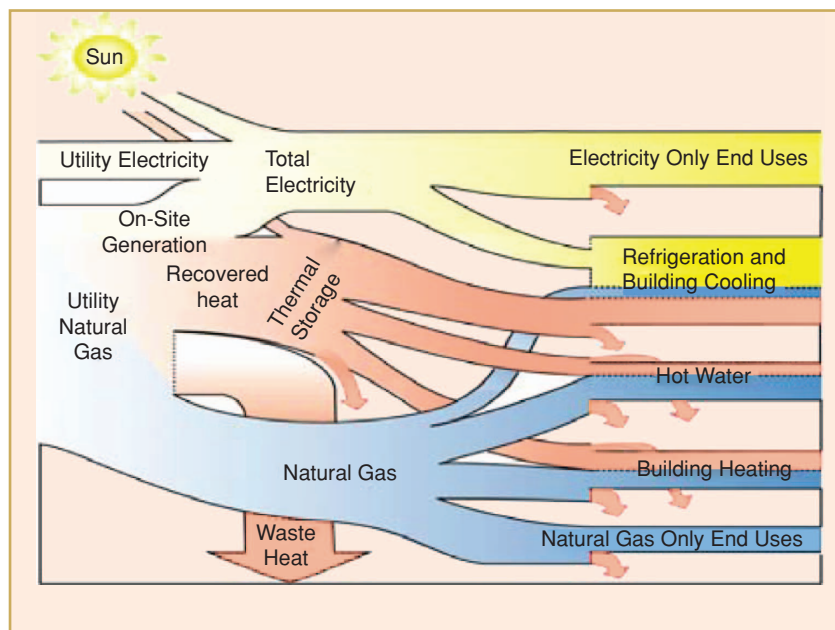 Sun
Utility Electricity
Total
Electricity
Electricity Only End Uses
On-Site
Generation
Recovered
heat
Thermal
Storage
Refrigeration and
Building Cooling
Utility
Natural
Gas
Hot Water
Natural Gas
Building Heating
Waste
Heat
Natural Gas Only End Uses